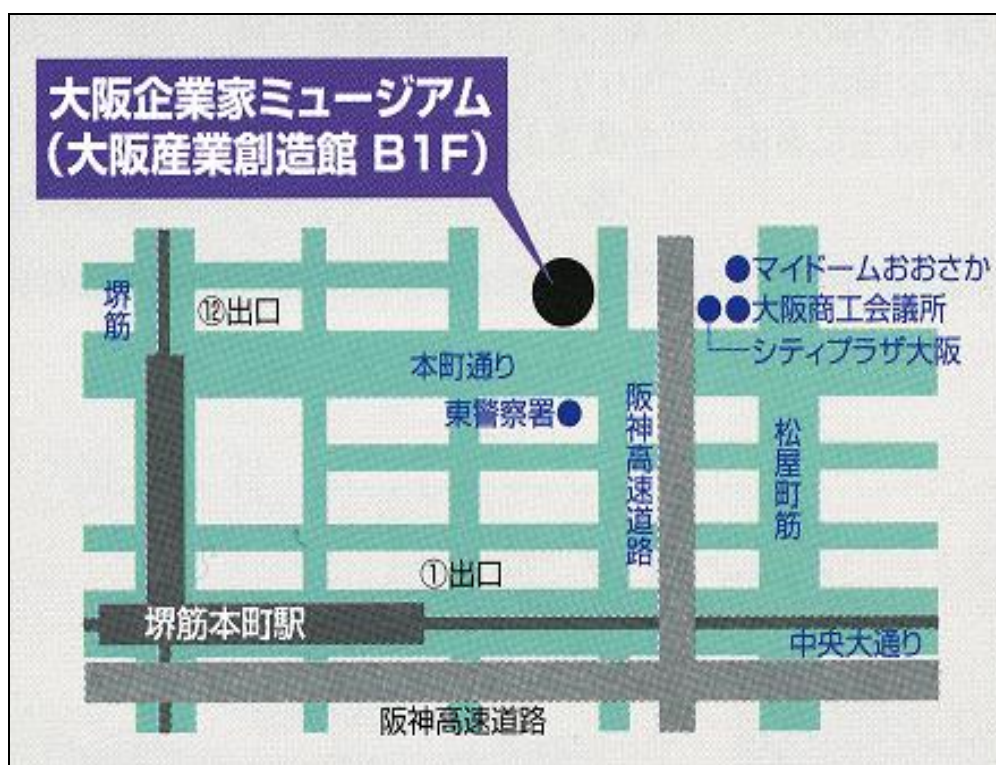 大阪企業家ミュージアム
（大阪産業創造館 B1F）
堺筋
⑫出口
●マイドームおおさか
●●大阪商工会議所
シティプラザ大阪
本町通り
東警察署●
阪神高速道路
松屋町筋
①出口
堺筋本町駅
中央大通り
阪神高速道路